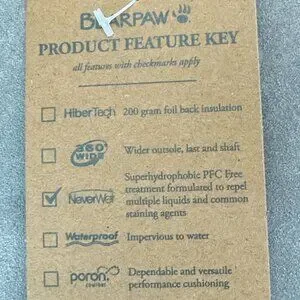 BEARPAW
PRODUCT FEATURE KEY
all features with checkmarks apply
HiberTech 200 gram foil back insulation
360° WIDE Wider outsole, last and shaft
Superhydrophobic PFC Free
NeverWet treatment formulated to repel
multiple liquids and common
staining agents
Waterproof Impervious to water
poron Dependable and versatile
comfort performance cushioning